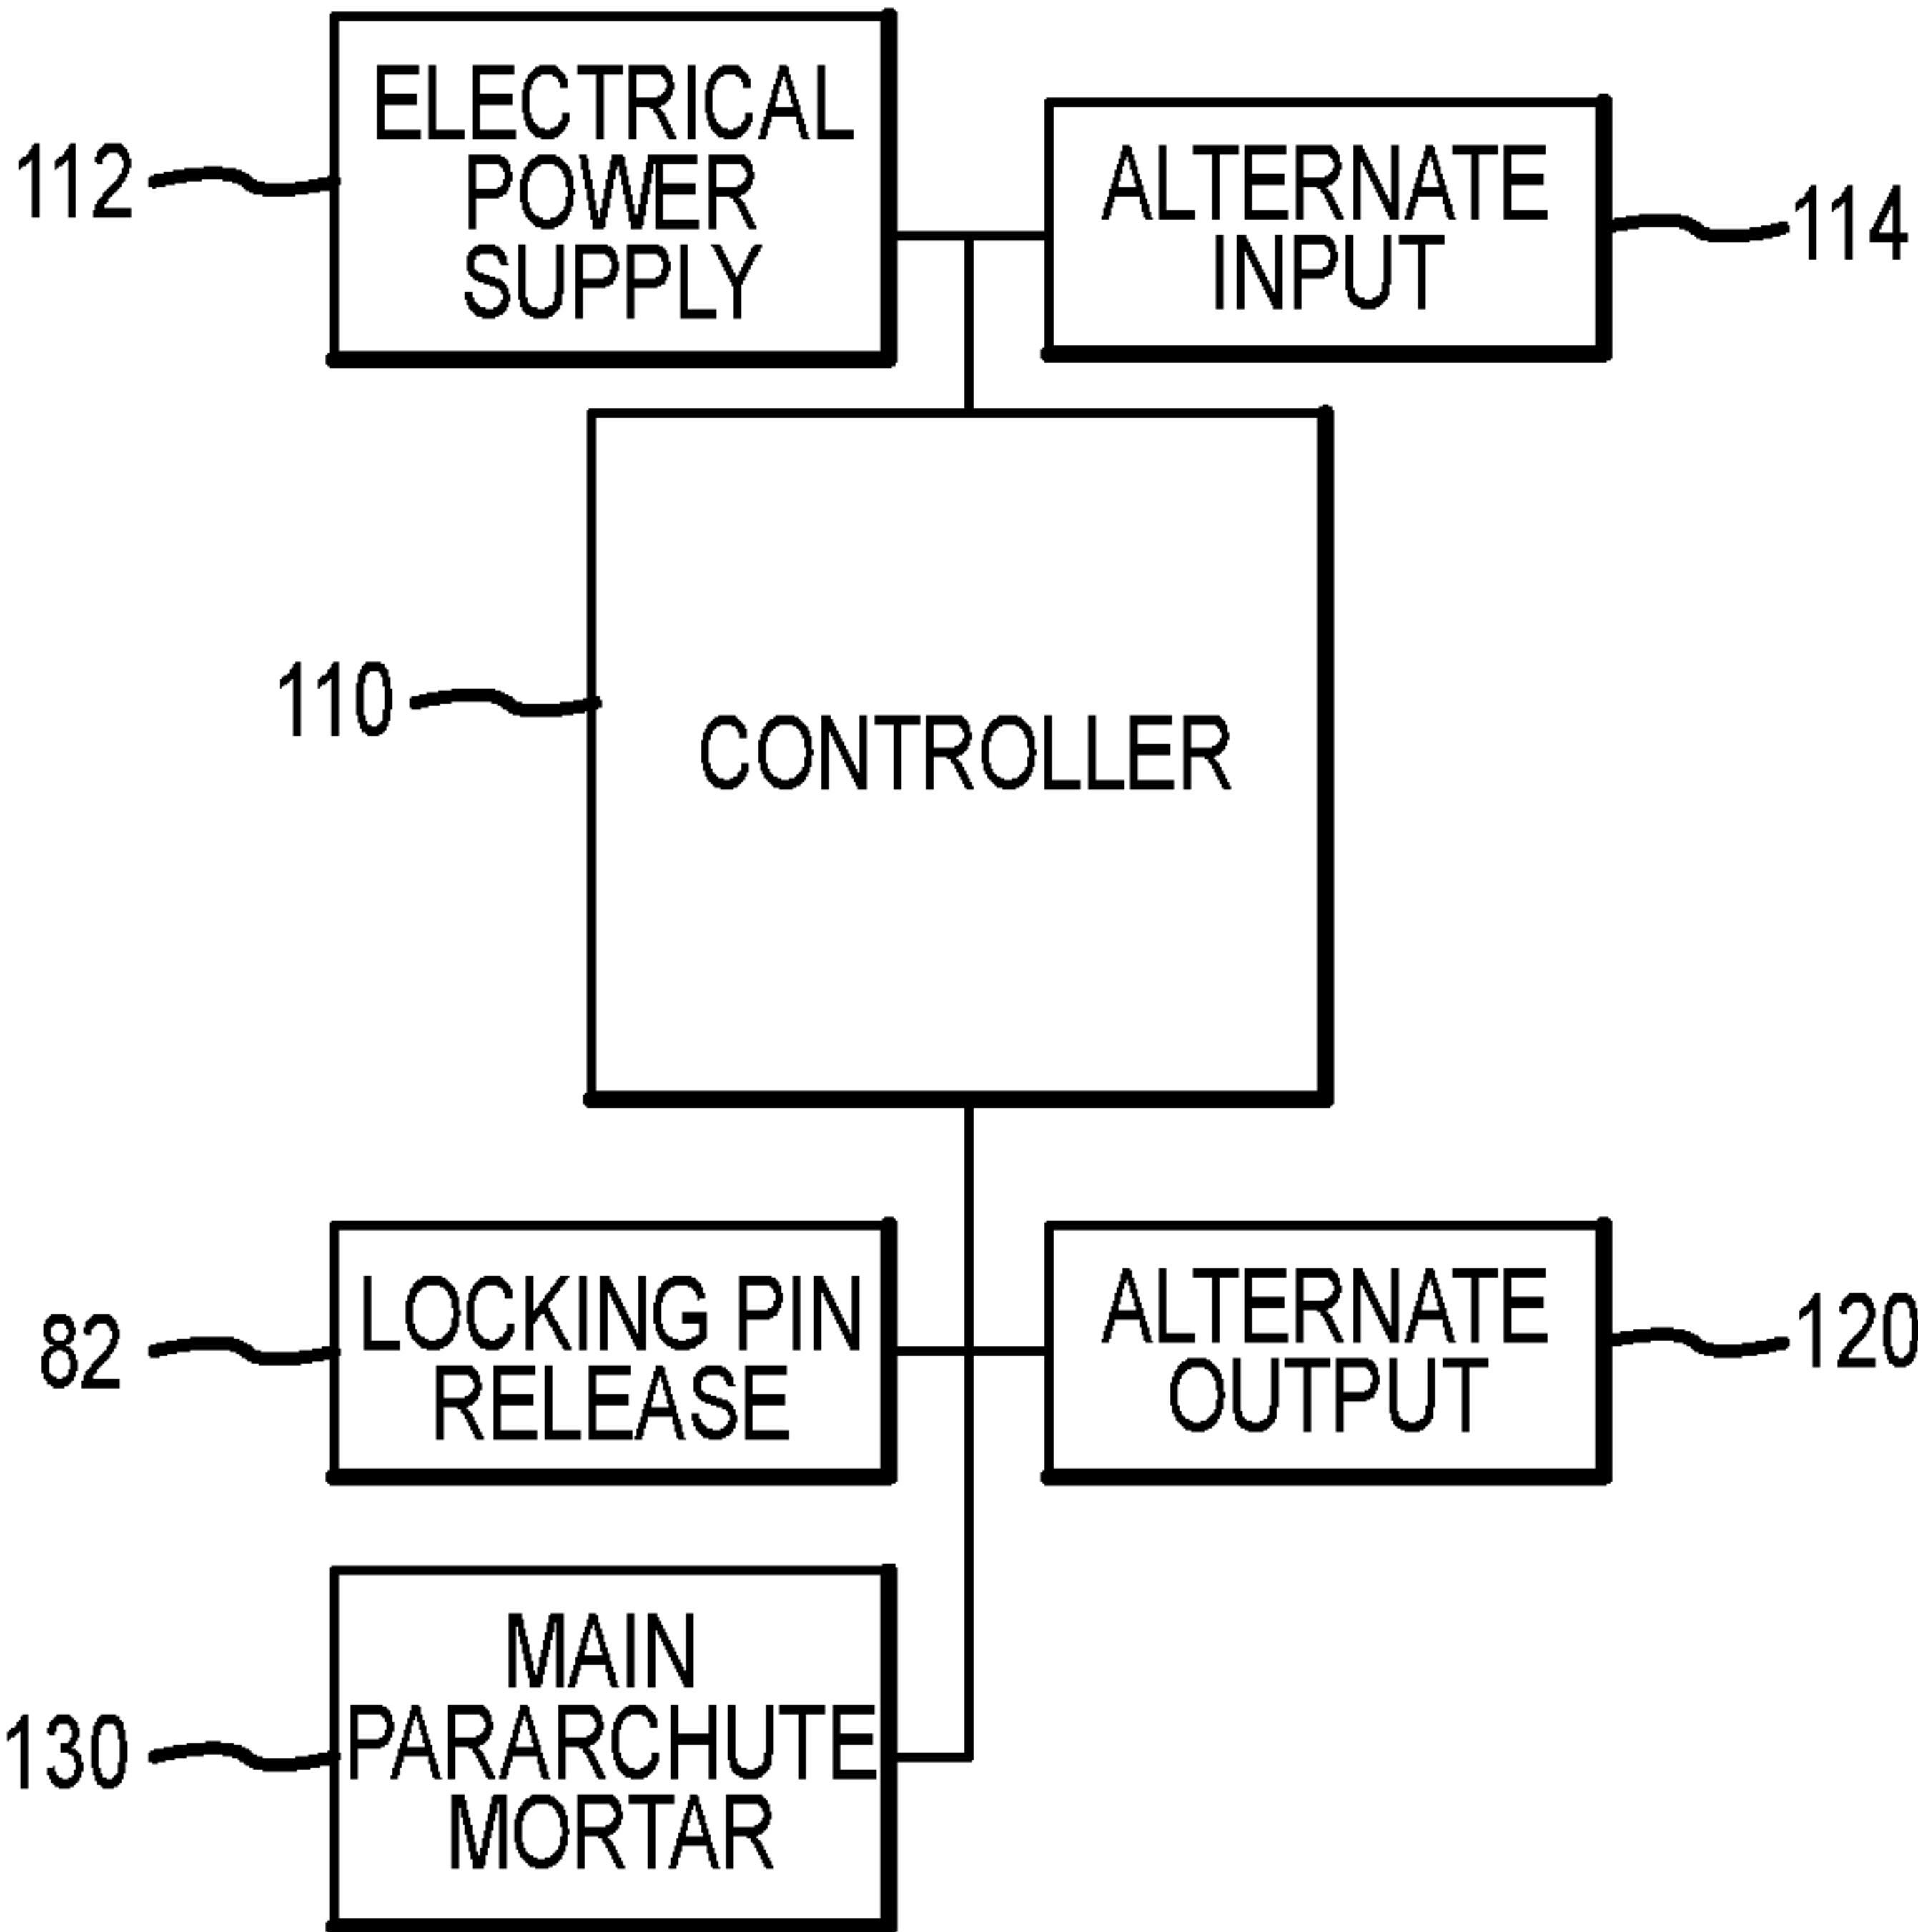 112
ELECTRICAL
POWER
SUPPLY
ALTERNATE
INPUT
114
110
CONTROLLER
82
LOCKING PIN
RELEASE
ALTERNATE
OUTPUT
120
130
MAIN
PARARCHUTE
MORTAR